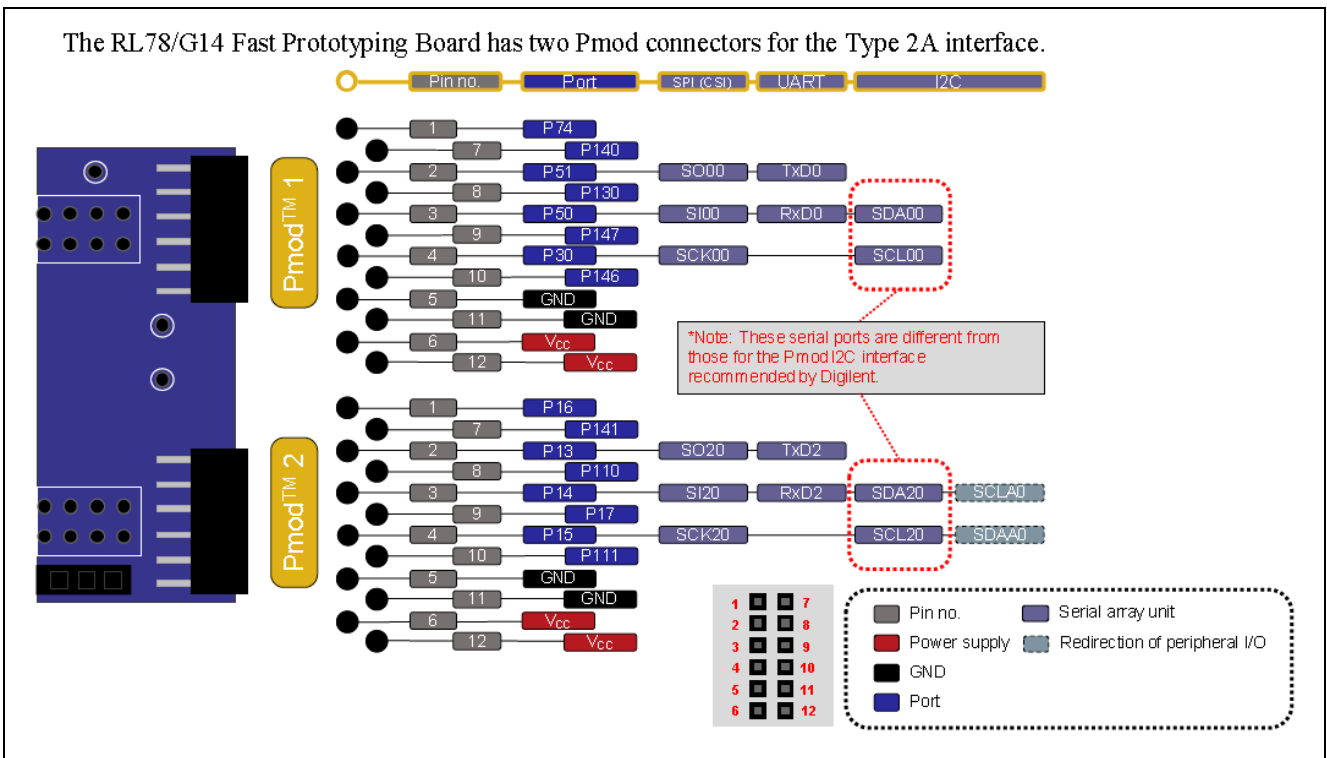 The RL78/G14 Fast Prototyping Board has two Pmod connectors for the Type 2A interface.
Pin no. Port SPI (CSI) UART I2C
Pmod™ 1
1 P74
7 P140
2 P51 SO00 TxD0
8 P130
3 P50 SI00 RxD0 SDA00
9 P147
4 P30 SCK00 SCL00
10 P146
5 GND
11 GND
6 Vcc
12 Vcc
*Note: These serial ports are different from
those for the Pmod I2C interface
recommended by Digilent.
Pmod™ 2
1 P16
7 P141
2 P13 SO20 TxD2
8 P110
3 P14 SI20 RxD2 SDA20 SCLA0
9 P17
4 P15 SCK20 SCL20 SDAA0
10 P111
5 GND
11 GND
6 Vcc
12 Vcc
1 7
2 8
3 9
4 10
5 11
6 12
Pin no. Serial array unit
Power supply Redirection of peripheral I/O
GND
Port